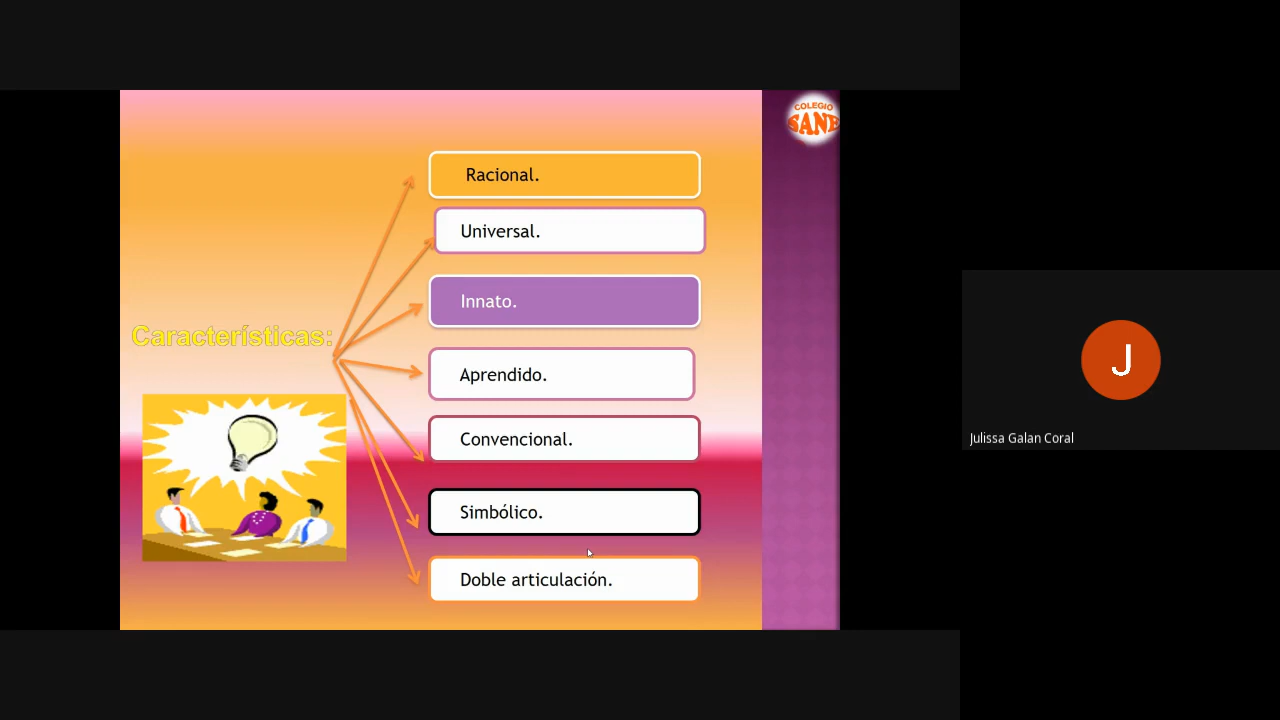 COLEGIO
SANE
Racional.
Universal.
Innato.
Características:
Aprendido.
Convencional.
Simbólico.
Doble articulación.
J
Julissa Galan Coral